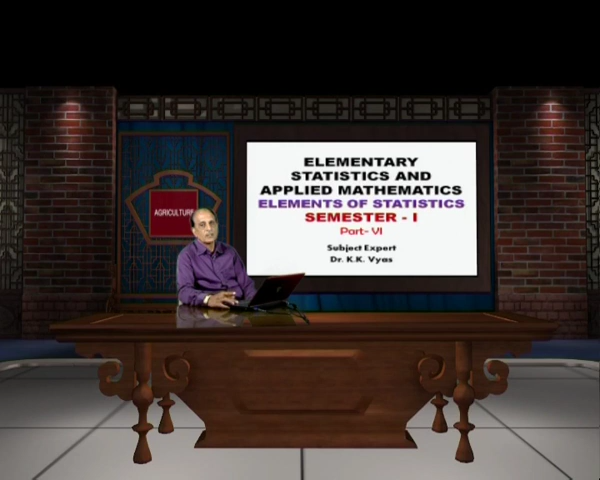 ELEMENTARY
STATISTICS AND
APPLIED MATHEMATICS
ELEMENTS OF STATISTICS
SEMESTER - I
Part- VI
Subject Expert
Dr. K.K. Vyas
AGRICULTURE